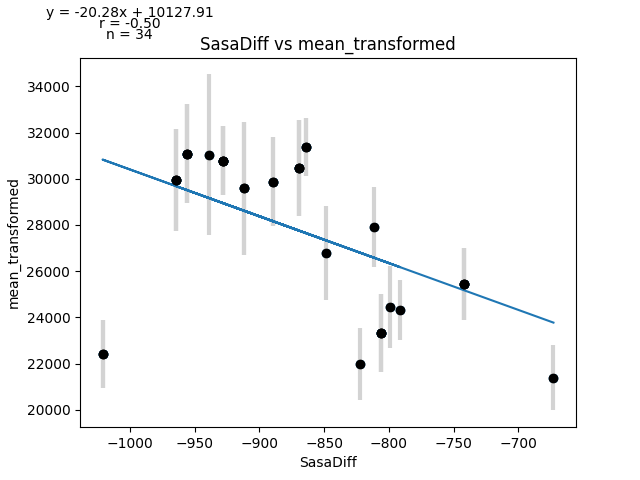 y = -20.28x + 10127.91
r = -0.50
n = 34
SasaDiff vs mean_transformed
mean_transformed
34000
32000
30000
28000
26000
24000
22000
20000
−1000
−950
−900
−850
−800
−750
−700
SasaDiff